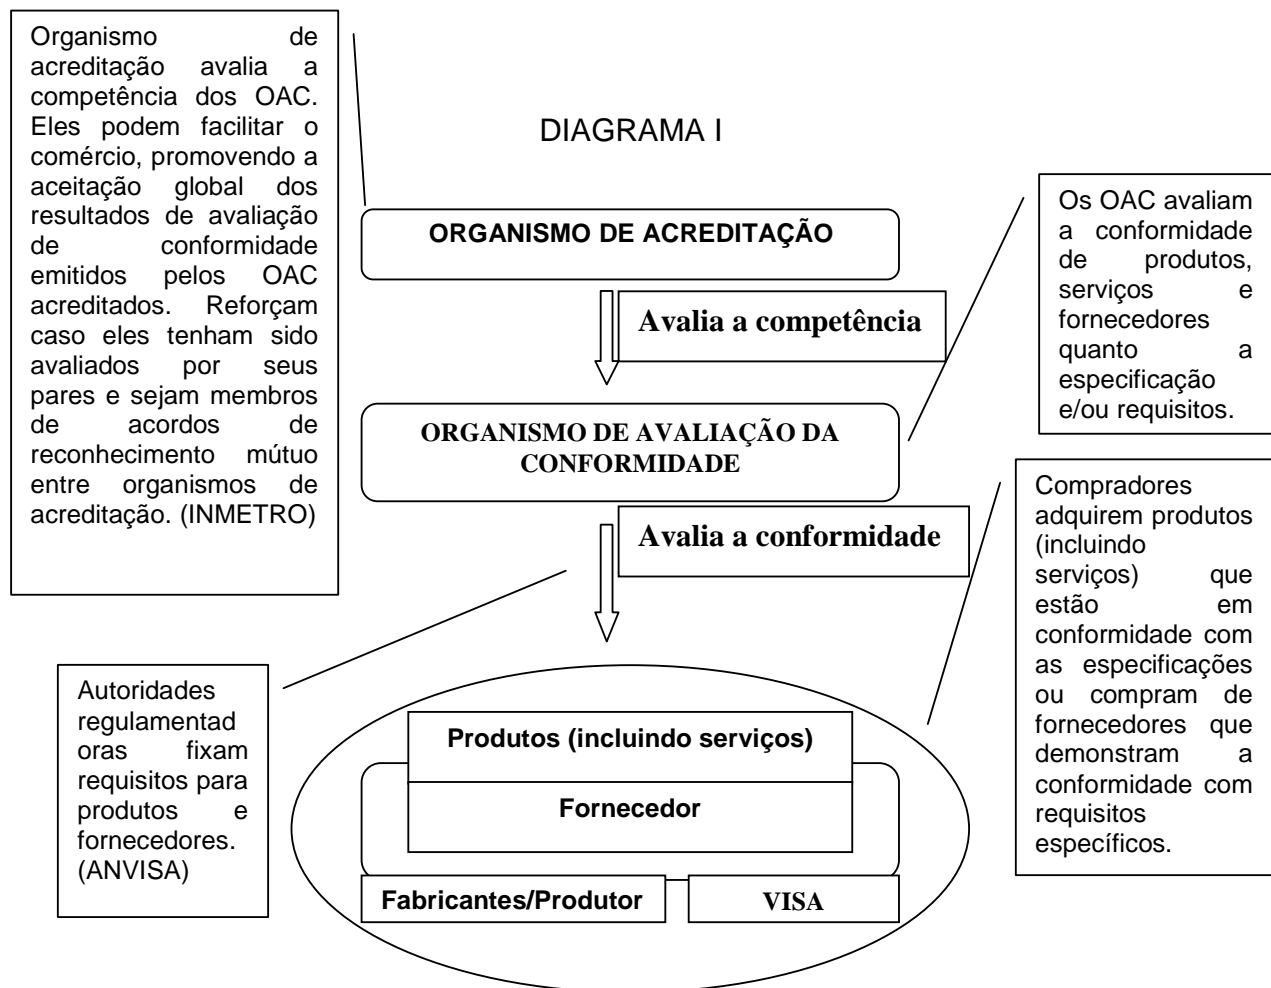 Organismo de
acreditação avalia a
competência dos OAC.
Eles podem facilitar o
comércio, promovendo a
aceitação global dos
resultados de avaliação
de conformidade
emitidos pelos OAC
acreditados. Reforçam
caso eles tenham sido
avaliados por seus
pares e sejam membros
de acordos de
reconhecimento mútuo
entre organismos de
acreditação. (INMETRO)
DIAGRAMA I
ORGANISMO DE ACREDITAÇÃO
Avalia a competência
Os OAC avaliam
a conformidade
de produtos,
serviços e
fornecedores
quanto a
especificação
e/ou requisitos.
ORGANISMO DE AVALIAÇÃO DA
CONFORMIDADE
Avalia a conformidade
Compradores
adquirem produtos
(incluindo
serviços) que
estão em
conformidade com
as especificações
ou compram de
fornecedores que
demonstram a
conformidade com
requisitos
específicos.
Autoridades
regulamentad
oras fixam
requisitos para
produtos e
fornecedores.
(ANVISA)
Produtos (incluindo serviços)
Fornecedor
Fabricantes/Produtor
VISA